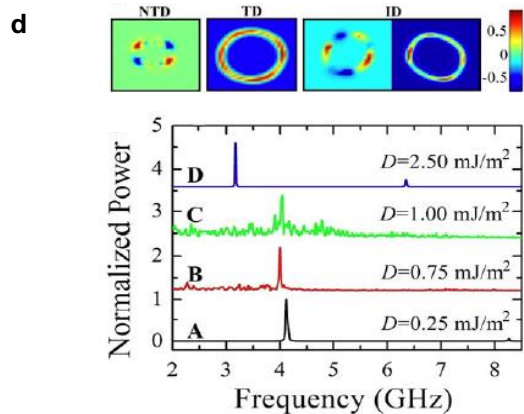 d
NTD TD ID
0.5
0
-0.5
Normalized Power
5
4
3
2
1
0
D D=2.50 mJ/m²
C D=1.00 mJ/m²
B D=0.75 mJ/m²
A D=0.25 mJ/m²
2 3 4 5 6 7 8
Frequency (GHz)